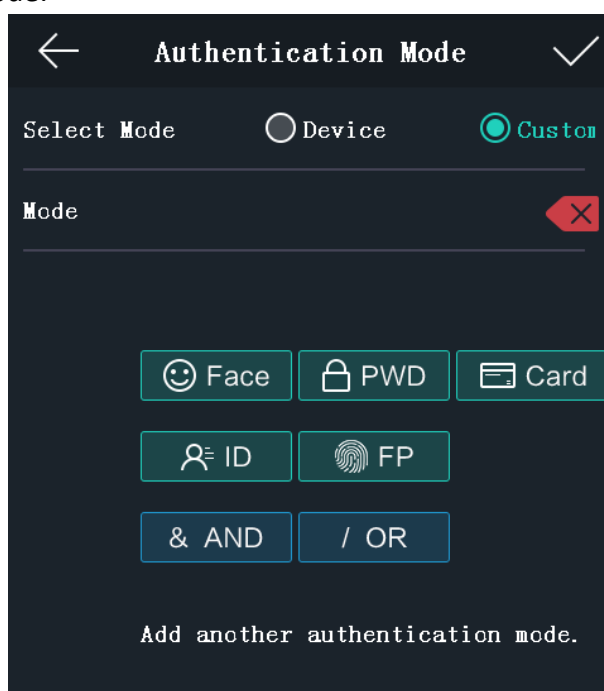 Authentication Mode
Select Mode Device Custom
Mode
Face PWD Card
ID FP
& AND / OR
Add another authentication mode.